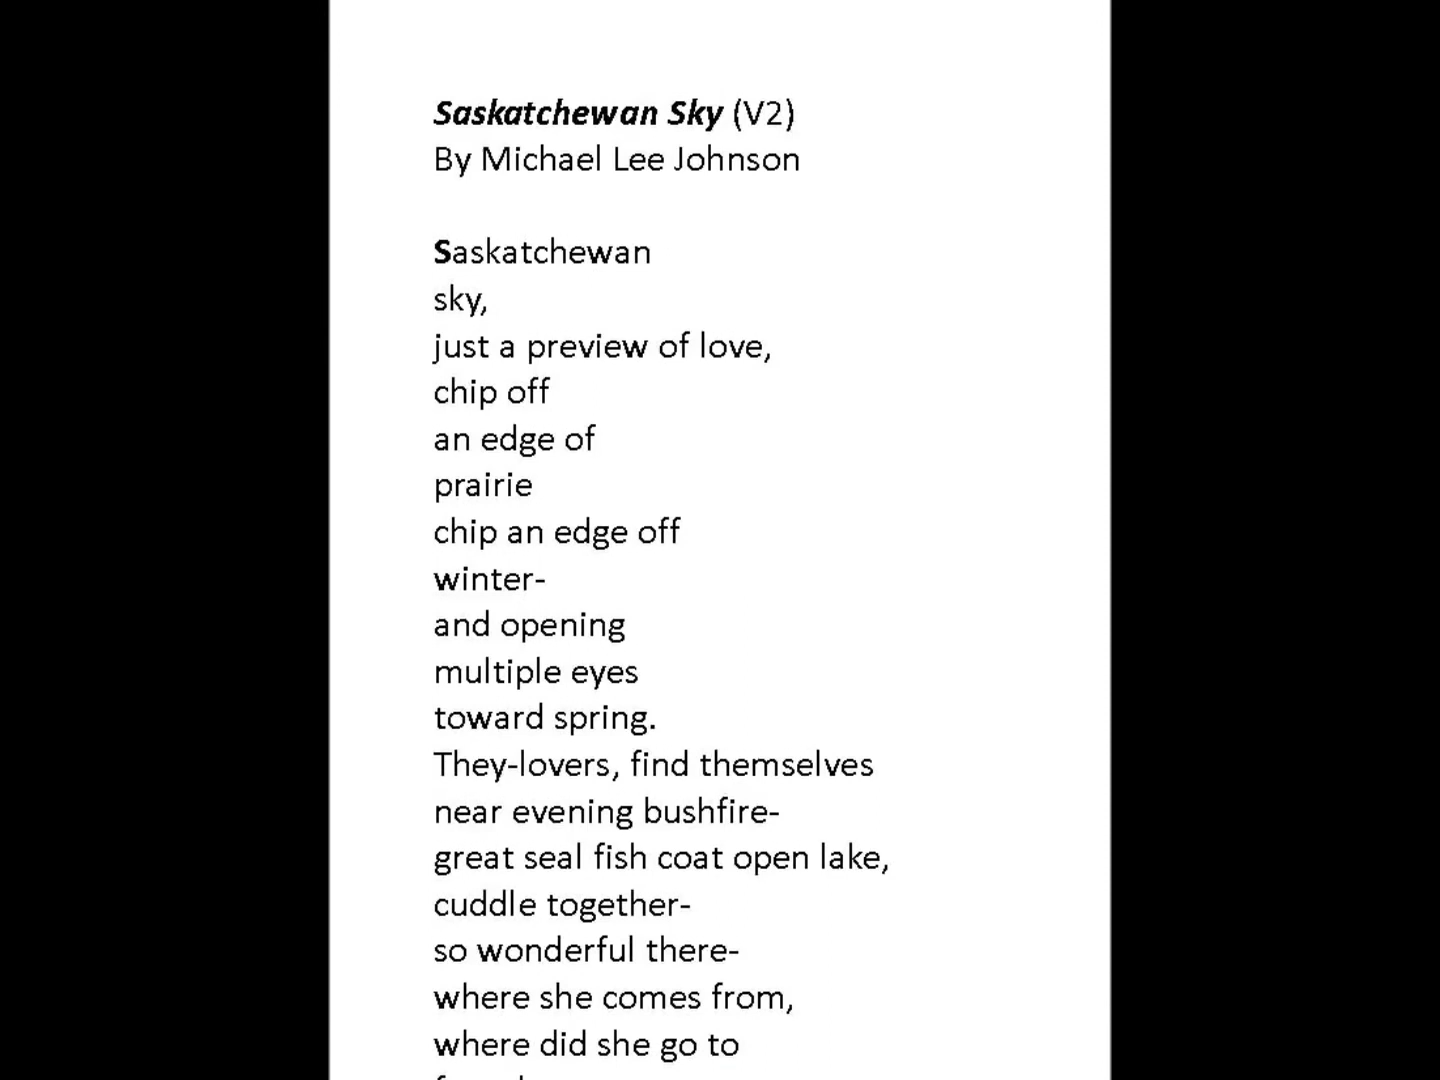 Saskatchewan Sky (V2)
By Michael Lee Johnson
Saskatchewan
sky,
just a preview of love,
chip off
an edge of
prairie
chip an edge off
winter-
and opening
multiple eyes
toward spring.
They-lovers, find themselves
near evening bushfire-
great seal fish coat open lake,
cuddle together-
so wonderful there-
where she comes from,
where did she go to